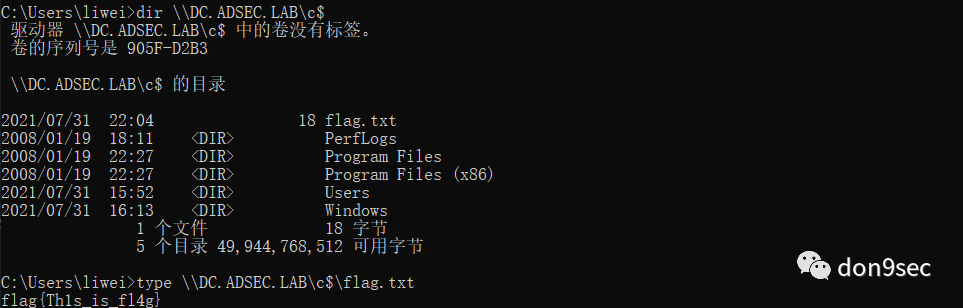 C:\Users\liwei>dir \\DC.ADSEC.LAB\c$
驱动器 \\DC.ADSEC.LAB\c$ 中的卷没有标签。
卷的序列号是 905F-D2B3
\\DC.ADSEC.LAB\c$ 的目录
2021/07/31  22:04                18 flag.txt
2008/01/19  18:11    <DIR>          PerfLogs
2008/01/19  22:27    <DIR>          Program Files
2008/01/19  22:27    <DIR>          Program Files (x86)
2021/07/31  15:52    <DIR>          Users
2021/07/31  16:13    <DIR>          Windows
1 个文件             18 字节
5 个目录 49,944,768,512 可用字节
C:\Users\liwei>type \\DC.ADSEC.LAB\c$\flag.txt
flag{Th1s_is_fl4g}
don9sec